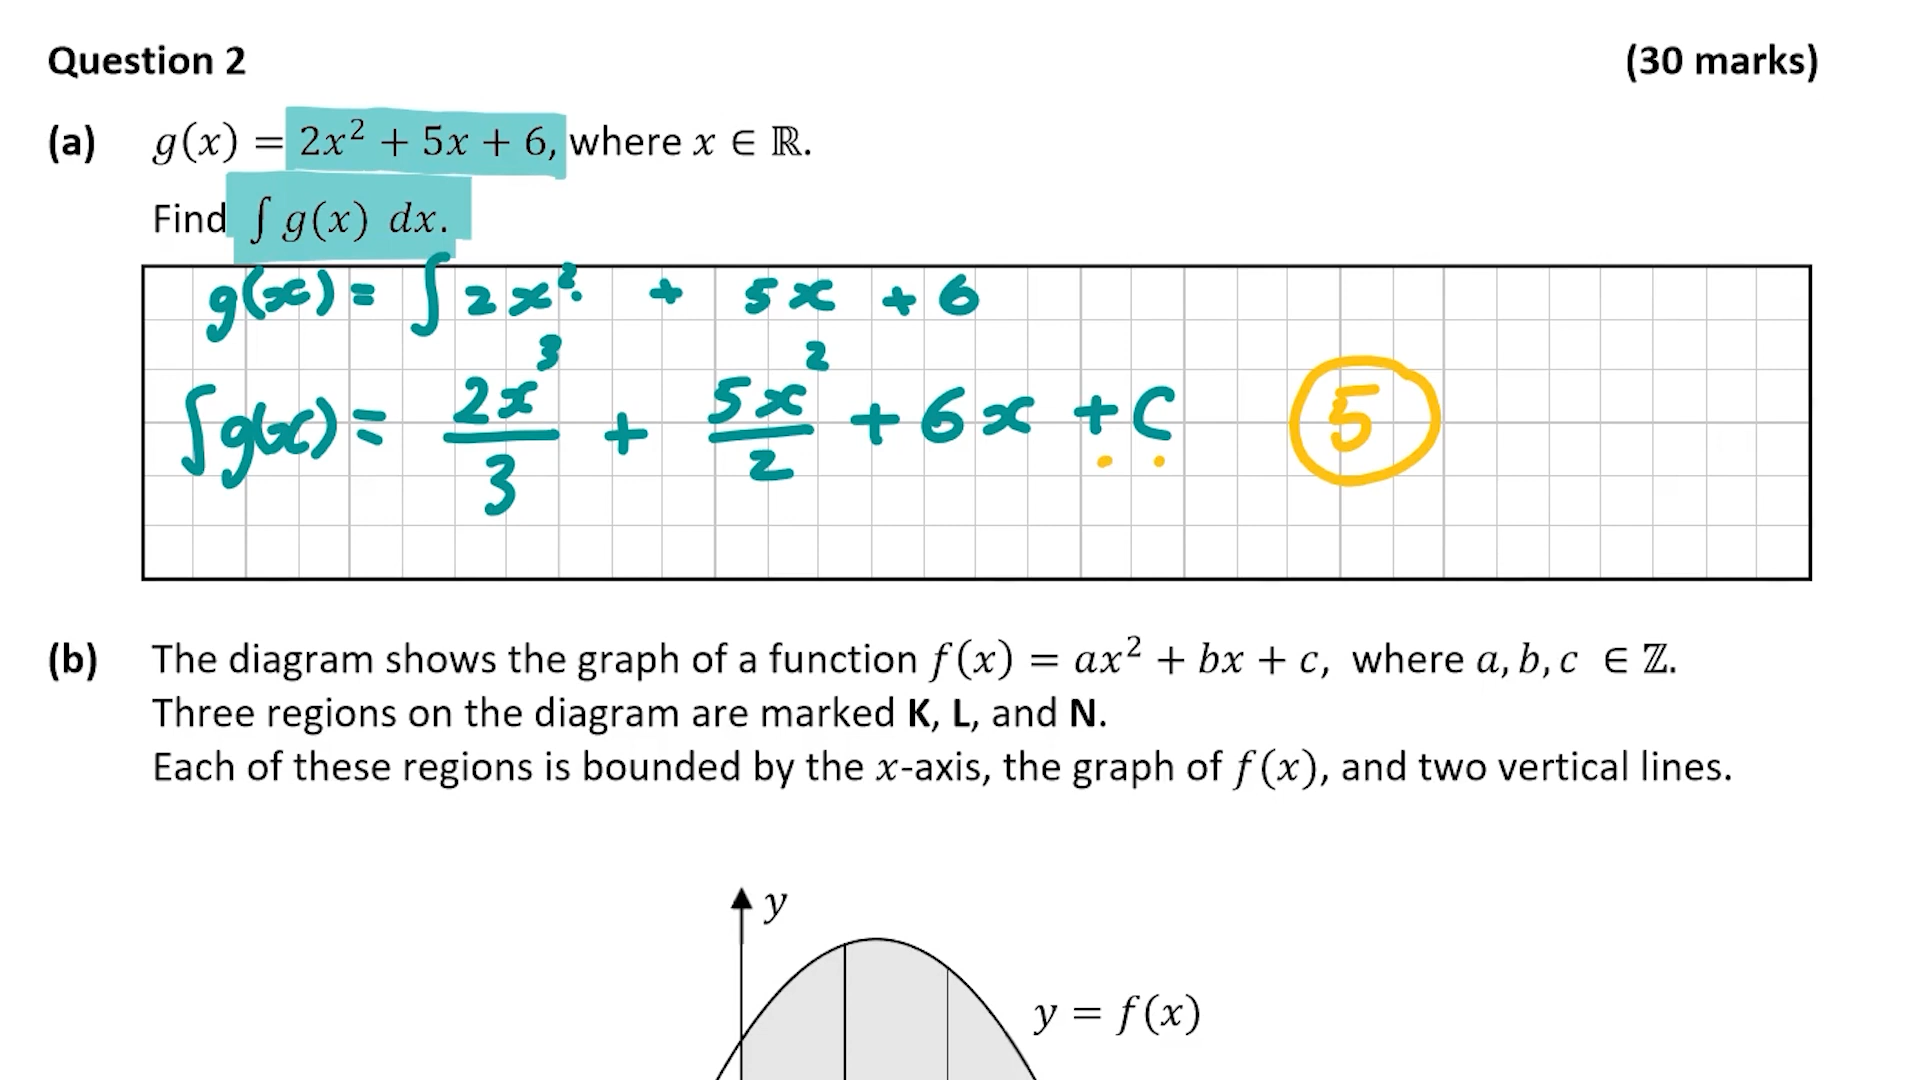 Question 2 (30 marks)
(a) g(x) = 2x² + 5x + 6, where x ∈ ℝ.
Find ∫ g(x) dx.
g(x) = ∫ 2x² + 5x + 6
∫g(x) = 2x³/3 + 5x²/2 + 6x + C 5
(b) The diagram shows the graph of a function f(x) = ax² + bx + c, where a, b, c ∈ ℤ.
Three regions on the diagram are marked K, L, and N.
Each of these regions is bounded by the x-axis, the graph of f(x), and two vertical lines.
y
y = f(x)